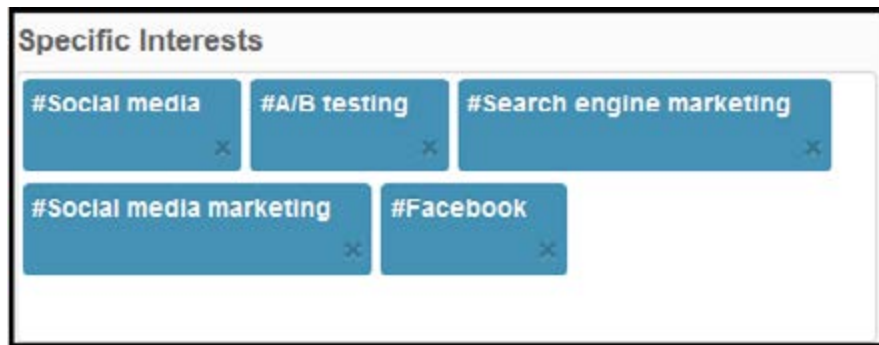 Specific Interests
#Social media #A/B testing #Search engine marketing
#Social media marketing #Facebook